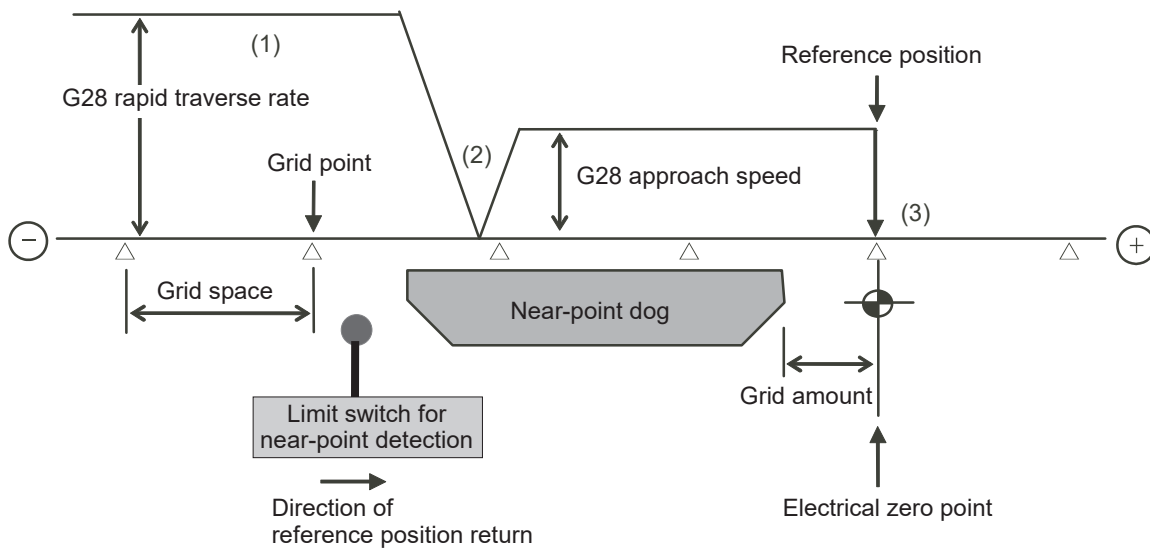 (1)
Reference position
G28 rapid traverse rate
Grid point
(2)
G28 approach speed
(3)
−
+
Grid space
Near-point dog
Grid amount
Limit switch for
near-point detection
Direction of
reference position return
Electrical zero point